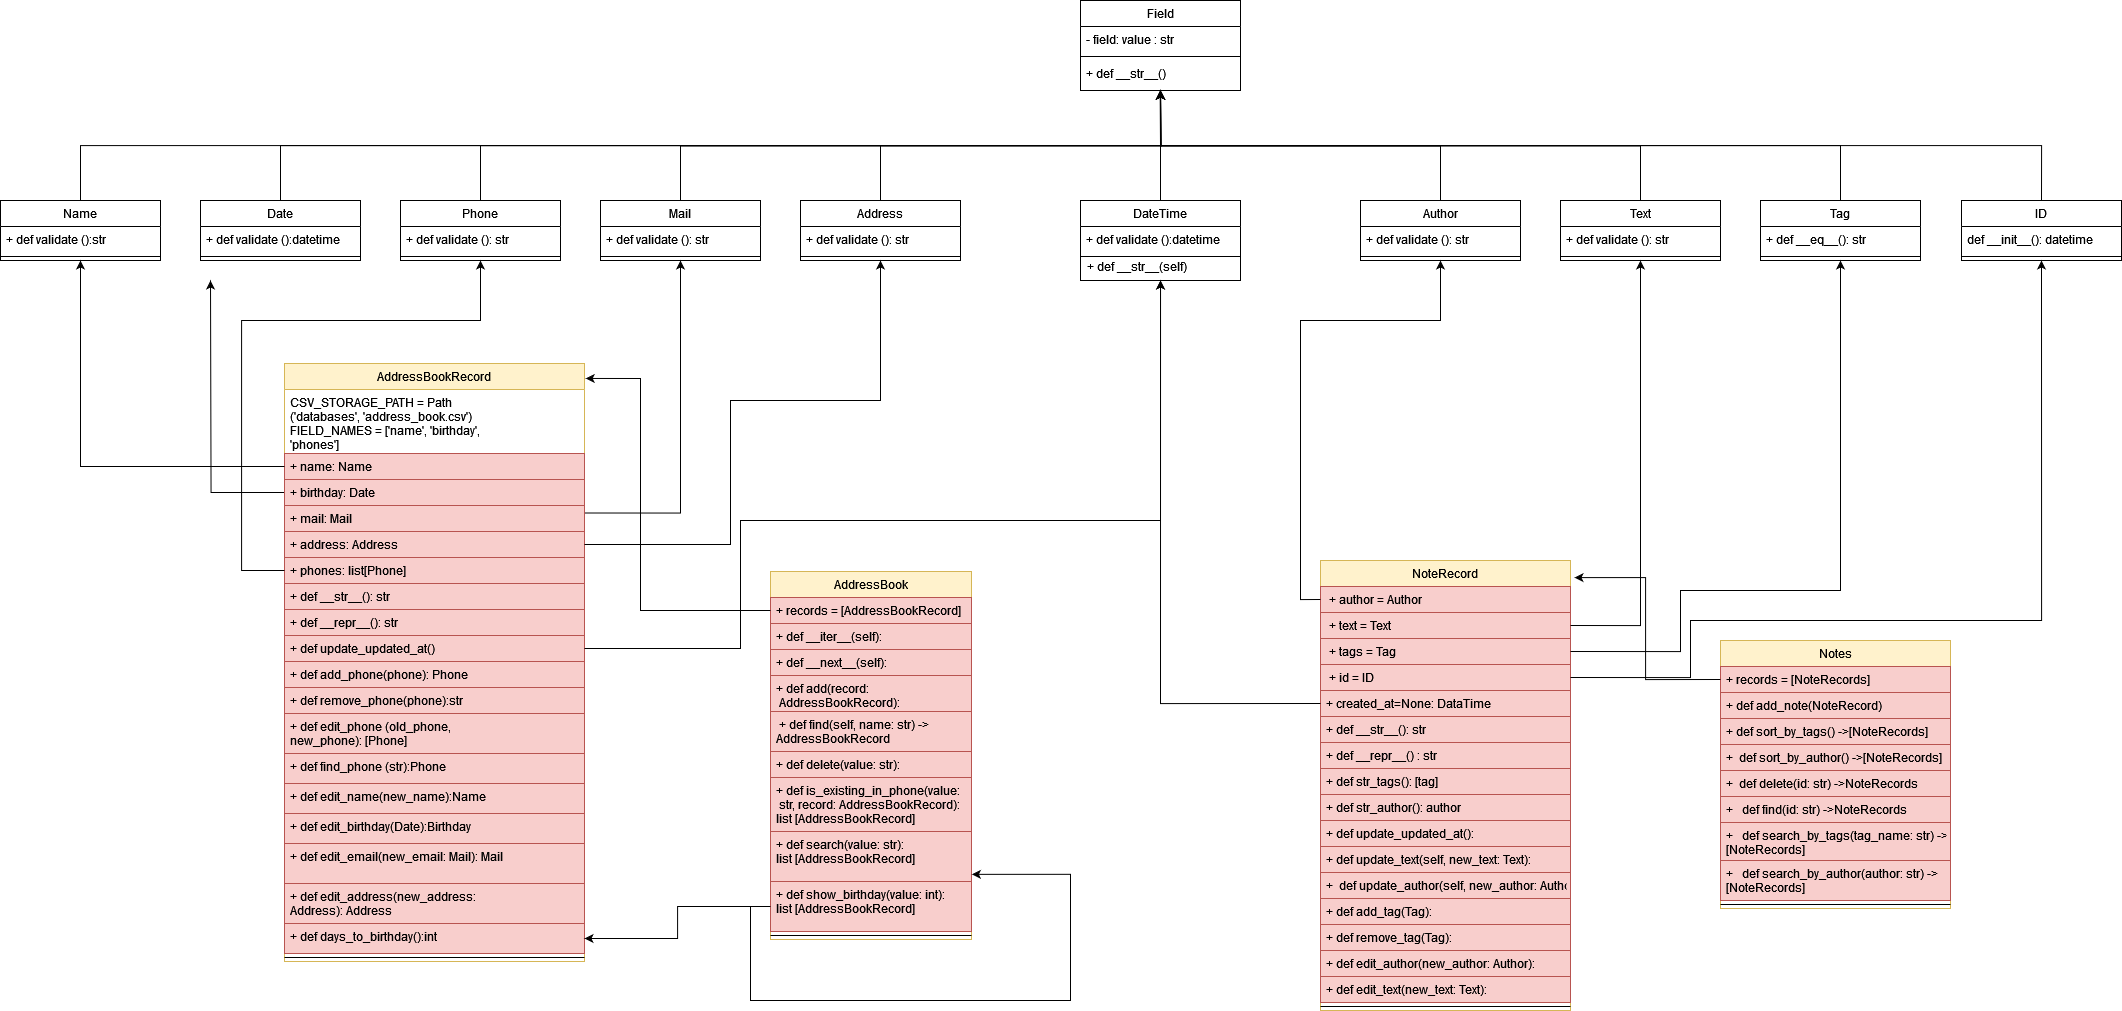 Field
- field: value : str
+ def __str__()
Name
+ def validate ():str
Date
+ def validate ():datetime
Phone
+ def validate (): str
Mail
+ def validate (): str
Address
+ def validate (): str
DateTime
+ def validate ():datetime
+ def __str__(self)
Author
+ def validate (): str
Text
+ def validate (): str
Tag
+ def __eq__(): str
ID
def __init__(): datetime
AddressBookRecord
CSV_STORAGE_PATH = Path
('databases', 'address_book.csv')
FIELD_NAMES = ['name', 'birthday',
'phones']
+ name: Name
+ birthday: Date
+ mail: Mail
+ address: Address
+ phones: list[Phone]
+ def __str__(): str
+ def __repr__(): str
+ def update_updated_at()
+ def add_phone(phone): Phone
+ def remove_phone(phone):str
+ def edit_phone (old_phone,
new_phone): [Phone]
+ def find_phone (str):Phone
+ def edit_name(new_name):Name
+ def edit_birthday(Date):Birthday
+ def edit_email(new_email: Mail): Mail
+ def edit_address(new_address:
Address): Address
+ def days_to_birthday():int
AddressBook
+ records = [AddressBookRecord]
+ def __iter__(self):
+ def __next__(self):
+ def add(record:
AddressBookRecord):
+ def find(self, name: str) ->
AddressBookRecord
+ def delete(value: str):
+ def is_existing_in_phone(value:
str, record: AddressBookRecord):
list [AddressBookRecord]
+ def search(value: str):
list [AddressBookRecord]
+ def show_birthday(value: int):
list [AddressBookRecord]
NoteRecord
+ author = Author
+ text = Text
+ tags = Tag
+ id = ID
+ created_at=None: DataTime
+ def __str__(): str
+ def __repr__() : str
+ def str_tags(): [tag]
+ def str_author(): author
+ def update_updated_at():
+ def update_text(self, new_text: Text):
+ def update_author(self, new_author: Autho
+ def add_tag(Tag):
+ def remove_tag(Tag):
+ def edit_author(new_author: Author):
+ def edit_text(new_text: Text):
Notes
+ records = [NoteRecords]
+ def add_note(NoteRecord)
+ def sort_by_tags() ->[NoteRecords]
+ def sort_by_author() ->[NoteRecords]
+ def delete(id: str) ->NoteRecords
+ def find(id: str) ->NoteRecords
+ def search_by_tags(tag_name: str) ->
[NoteRecords]
+ def search_by_author(author: str) ->
[NoteRecords]